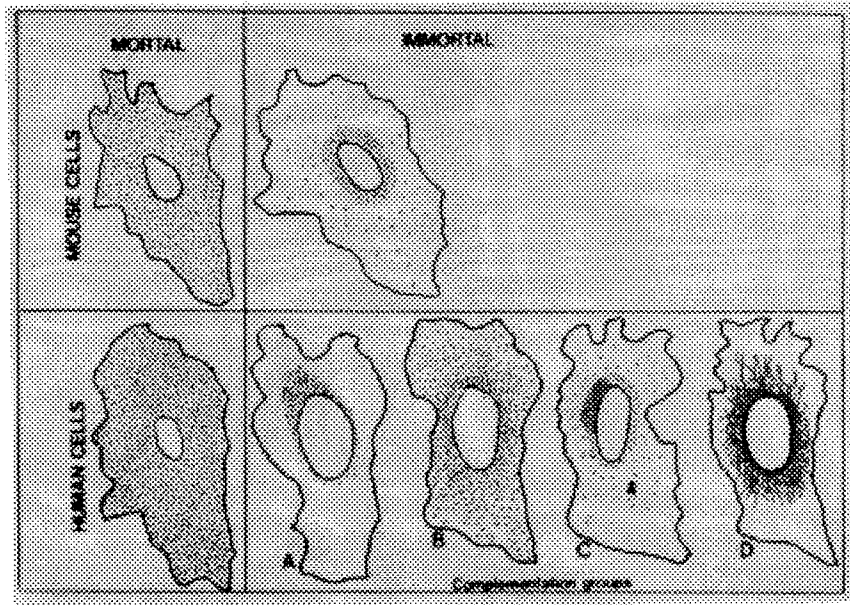 MORTAL
IMMORTAL
MOUSE CELLS
HUMAN CELLS
A
B
C
D
Complementation groups